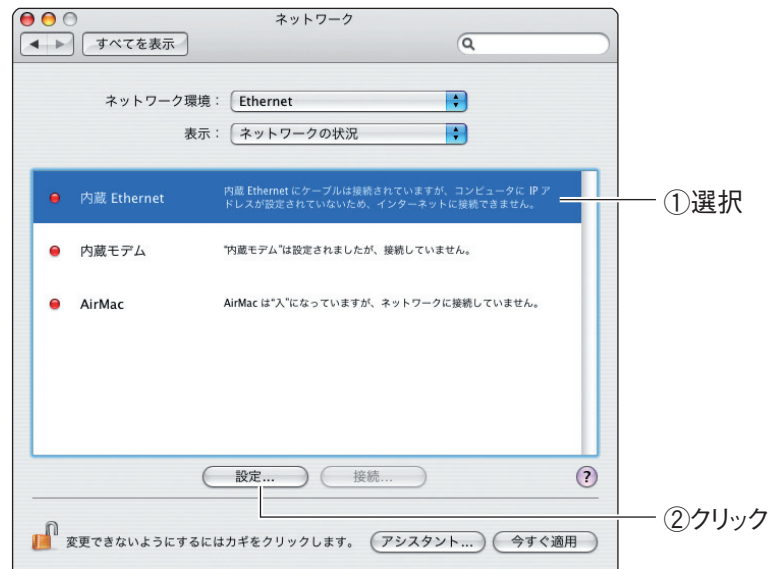 ネットワーク
すべてを表示
ネットワーク環境： Ethernet
表示： ネットワークの状況
内蔵 Ethernet
内蔵 Ethernet にケーブルは接続されていますが、コンピュータに IP ア
ドレスが設定されていないため、インターネットに接続できません。
①選択
内蔵モデム
“内蔵モデム”は設定されましたが、接続していません。
AirMac
AirMac は“入”になっていますが、ネットワークに接続していません。
設定... 接続... ?
②クリック
変更できないようにするにはカギをクリックします。 アシスタント... 今すぐ適用